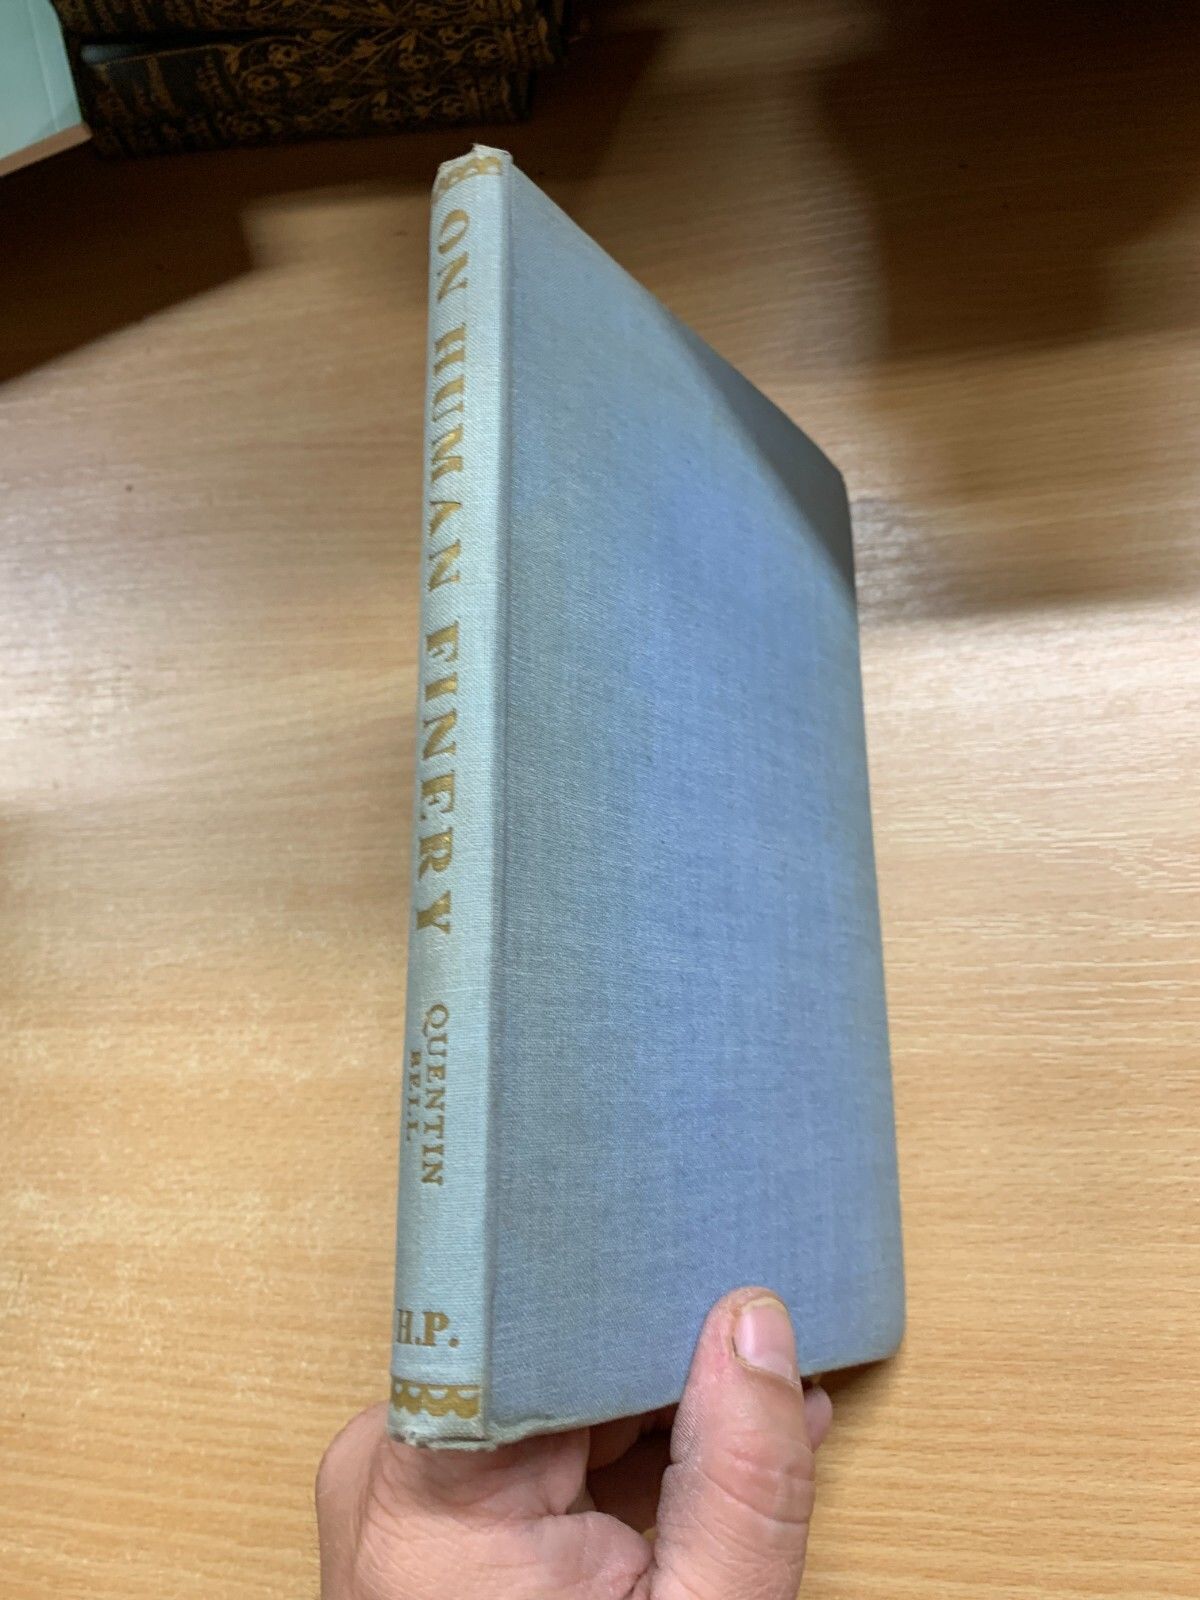 ON HUMAN FINERY
QUENTIN
BELL
H.P.